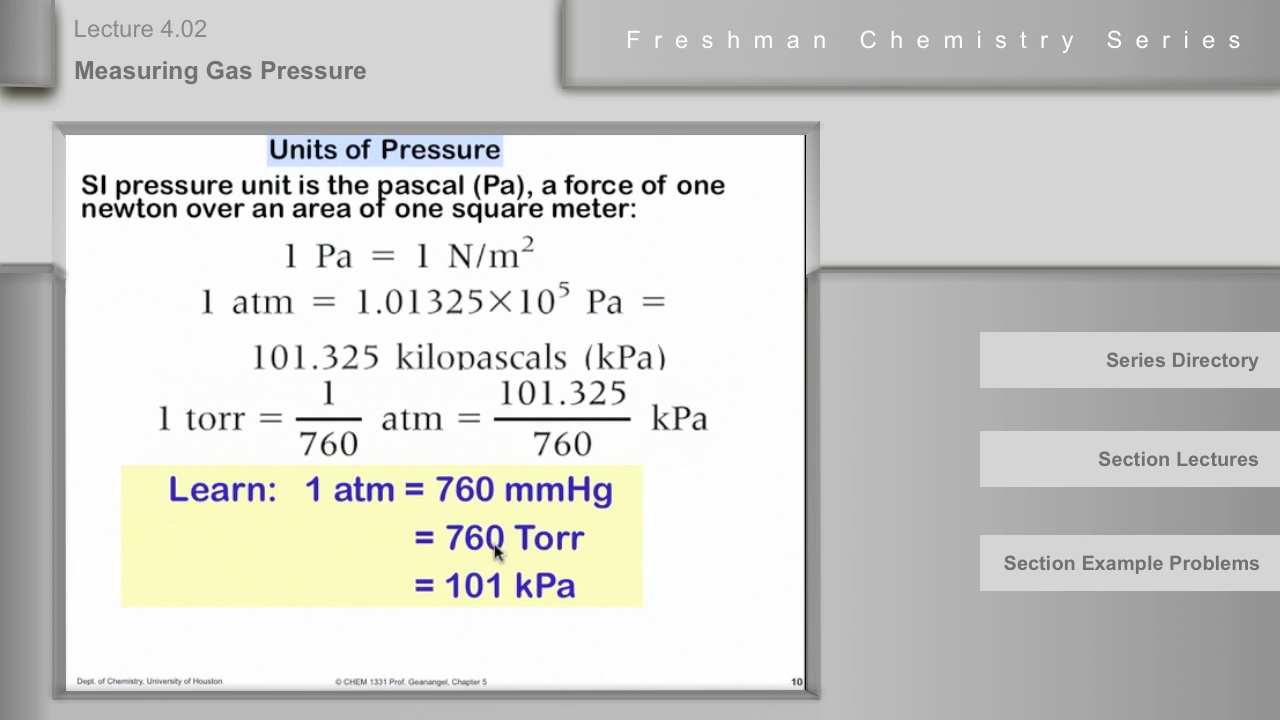 Lecture 4.02
Measuring Gas Pressure
Freshman Chemistry Series
Units of Pressure
SI pressure unit is the pascal (Pa), a force of one
newton over an area of one square meter:
1 Pa = 1 N/m²
1 atm = 1.01325×10⁵ Pa =
101.325 kilopascals (kPa)
1 torr = 1/760 atm = 101.325/760 kPa
Learn: 1 atm = 760 mmHg
= 760 Torr
= 101 kPa
Series Directory
Section Lectures
Section Example Problems
Dept. of Chemistry, University of Houston
© CHEM 1331 Prof. Geanangel, Chapter 5
10